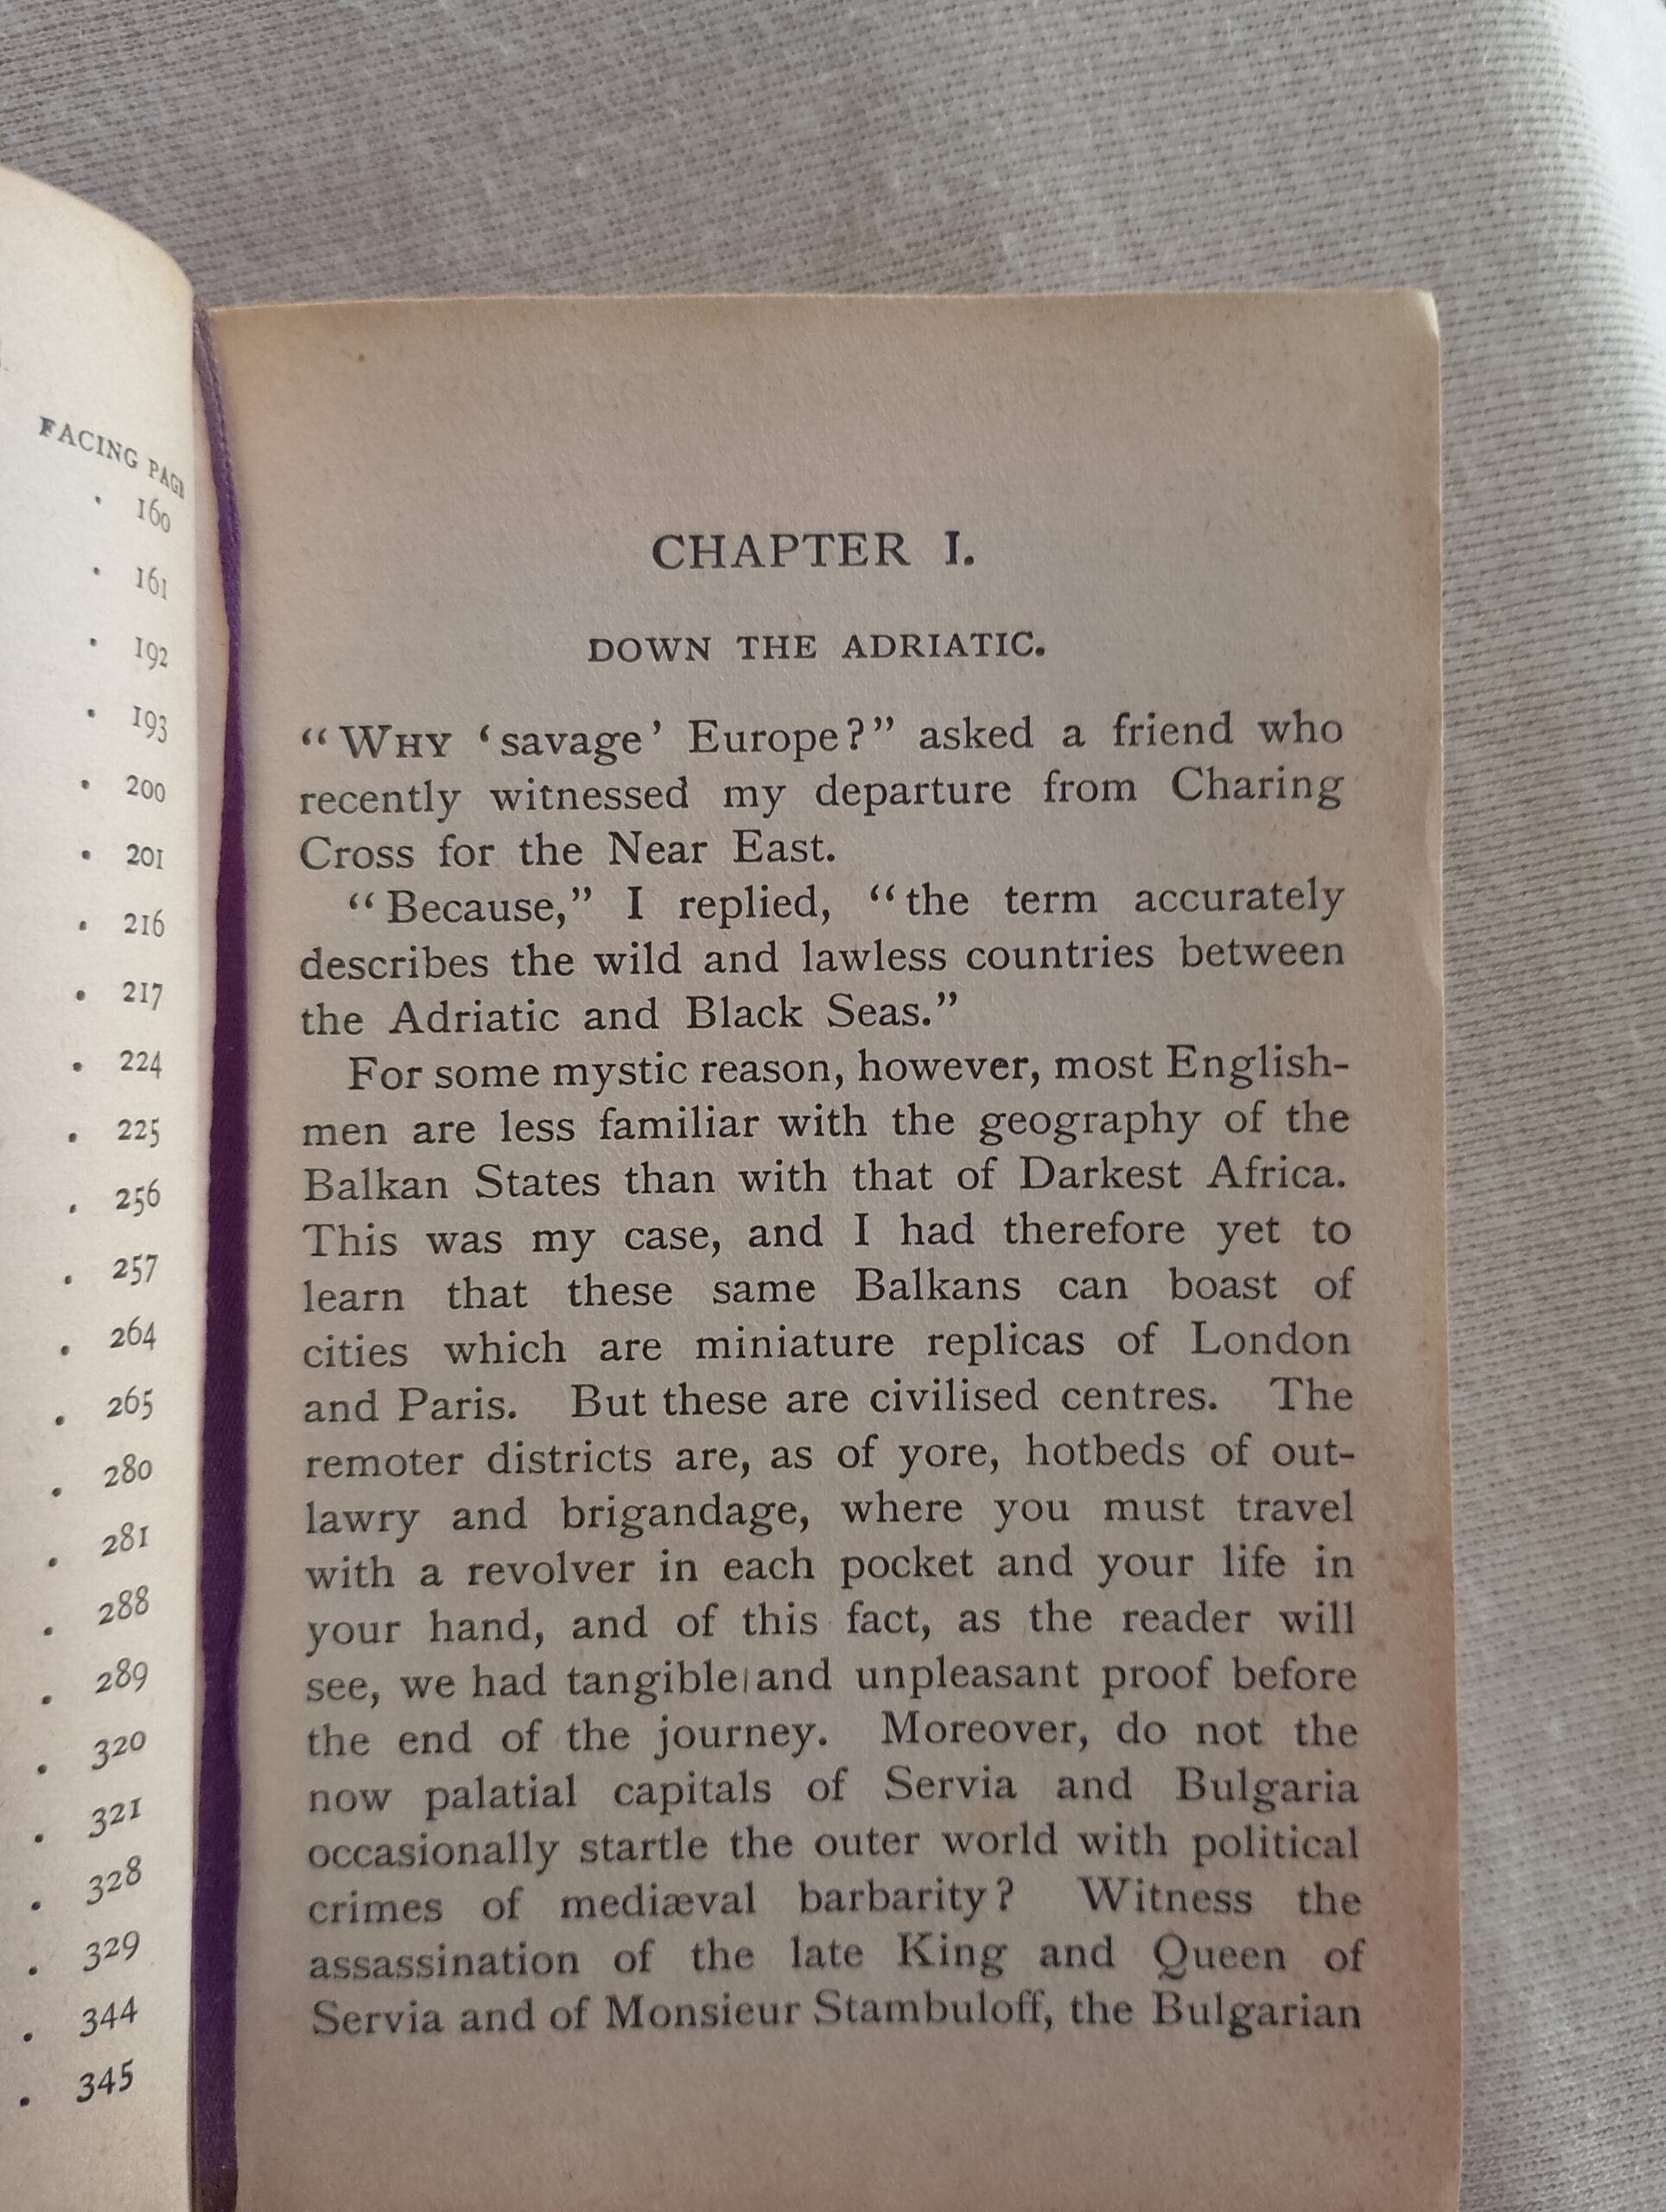 FACING PAGE
. 160
. 161
. 192
. 193
. 200
. 201
. 216
. 217
. 224
. 225
. 256
. 257
. 264
. 265
. 280
. 281
. 288
. 289
. 320
. 321
. 328
. 329
. 344
. 345
CHAPTER I.
DOWN THE ADRIATIC.
“WHY ‘savage’ Europe?” asked a friend who
recently witnessed my departure from Charing
Cross for the Near East.
“Because,” I replied, “the term accurately
describes the wild and lawless countries between
the Adriatic and Black Seas.”
For some mystic reason, however, most English-
men are less familiar with the geography of the
Balkan States than with that of Darkest Africa.
This was my case, and I had therefore yet to
learn that these same Balkans can boast of
cities which are miniature replicas of London
and Paris. But these are civilised centres. The
remoter districts are, as of yore, hotbeds of out-
lawry and brigandage, where you must travel
with a revolver in each pocket and your life in
your hand, and of this fact, as the reader will
see, we had tangible and unpleasant proof before
the end of the journey. Moreover, do not the
now palatial capitals of Servia and Bulgaria
occasionally startle the outer world with political
crimes of mediæval barbarity? Witness the
assassination of the late King and Queen of
Servia and of Monsieur Stambuloff, the Bulgarian